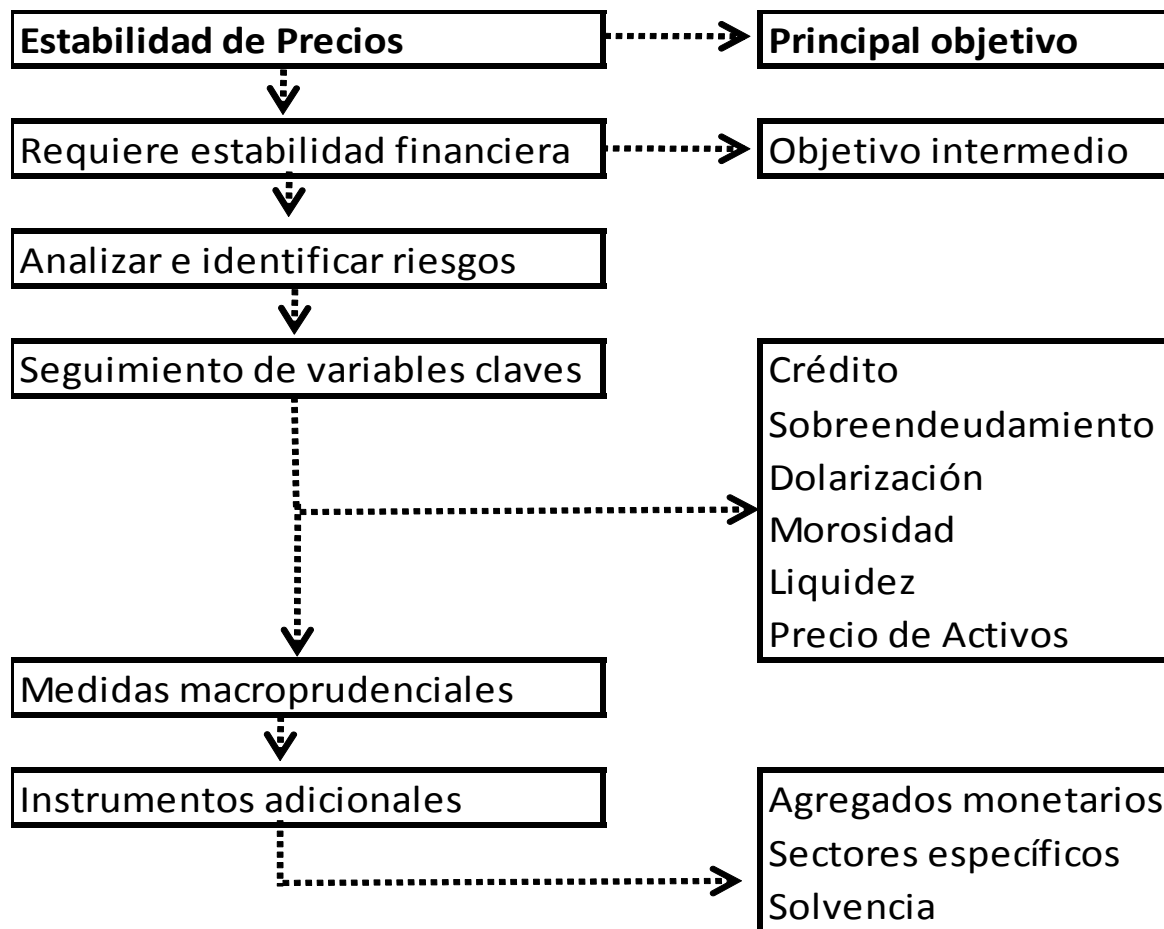 Estabilidad de Precios
Principal objetivo
Requiere estabilidad financiera
Objetivo intermedio
Analizar e identificar riesgos
Seguimiento de variables claves
Crédito
Sobreendeudamiento
Dolarización
Morosidad
Liquidez
Precio de Activos
Medidas macroprudenciales
Instrumentos adicionales
Agregados monetarios
Sectores específicos
Solvencia